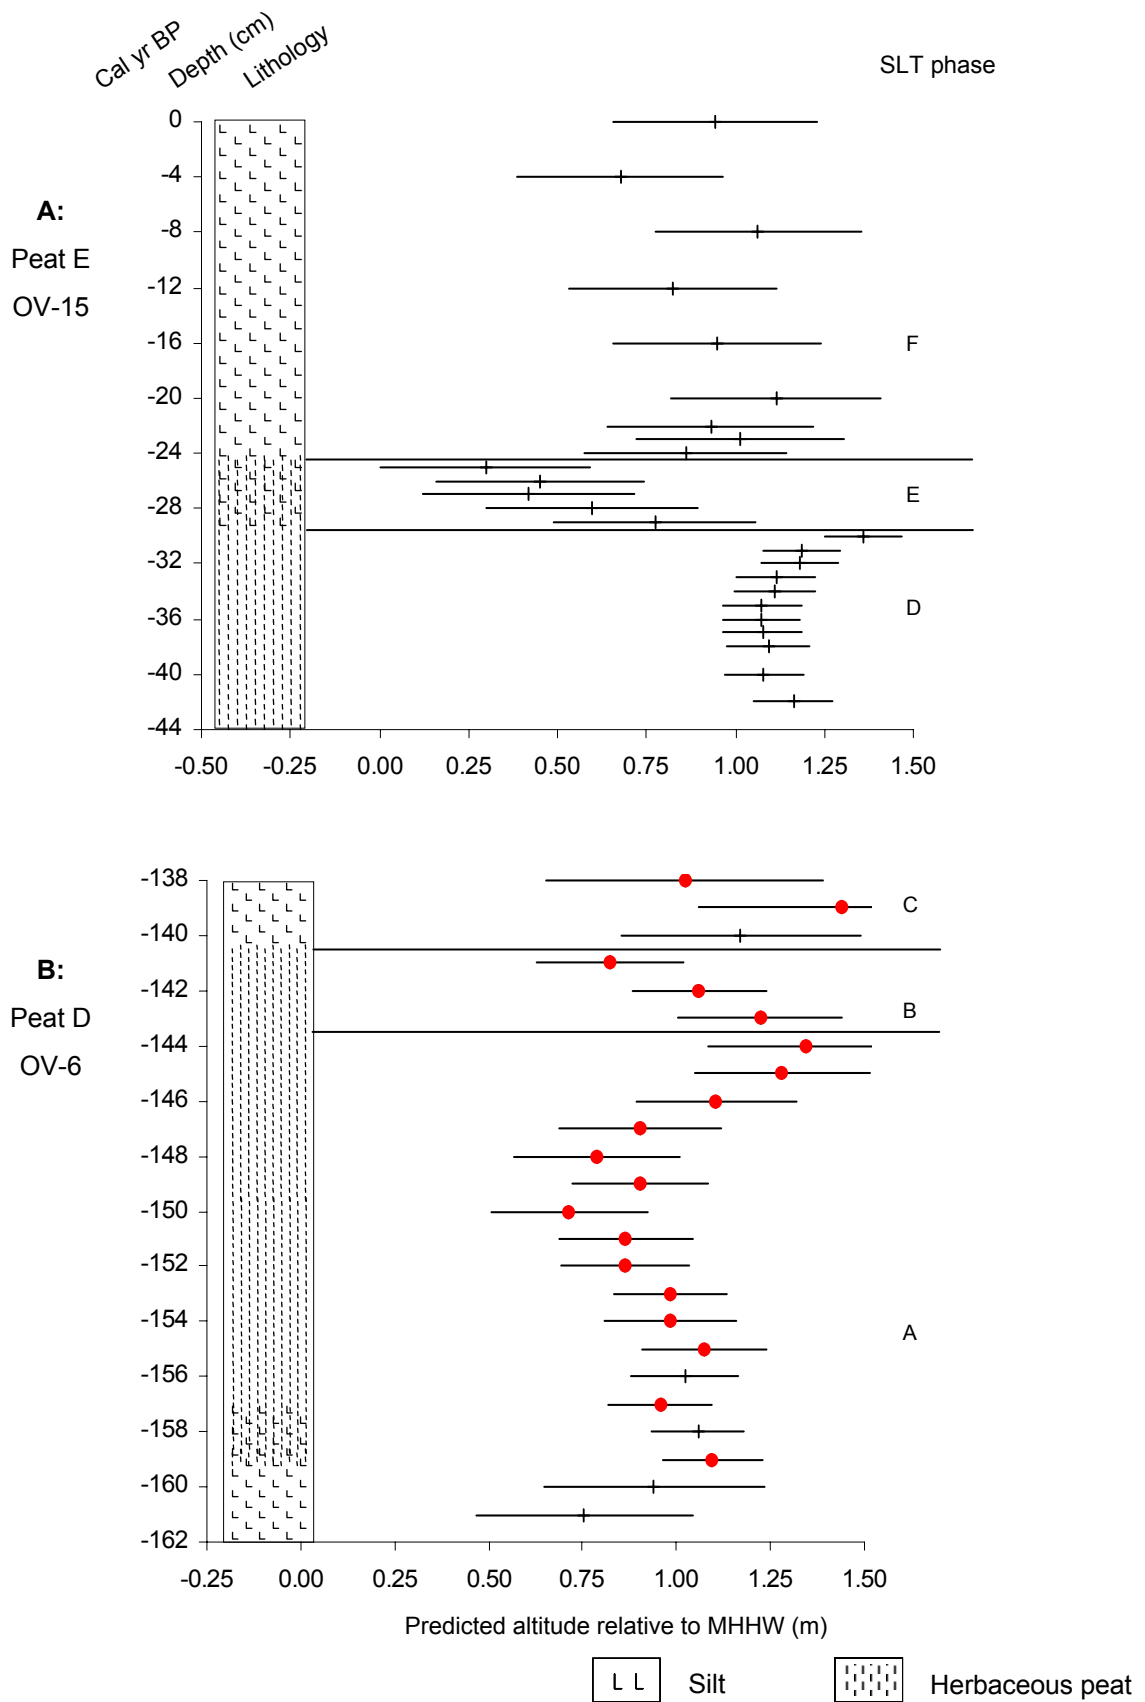 Cal yr BP
Depth (cm)
Lithology
SLT phase
A:
Peat E
OV-15
0
-4
-8
-12
-16
-20
-24
-28
-32
-36
-40
-44
F
E
D
-0.50 -0.25 0.00 0.25 0.50 0.75 1.00 1.25 1.50
B:
Peat D
OV-6
-138
-140
-142
-144
-146
-148
-150
-152
-154
-156
-158
-160
-162
C
B
A
-0.25 0.00 0.25 0.50 0.75 1.00 1.25 1.50
Predicted altitude relative to MHHW (m)
Silt
Herbaceous peat